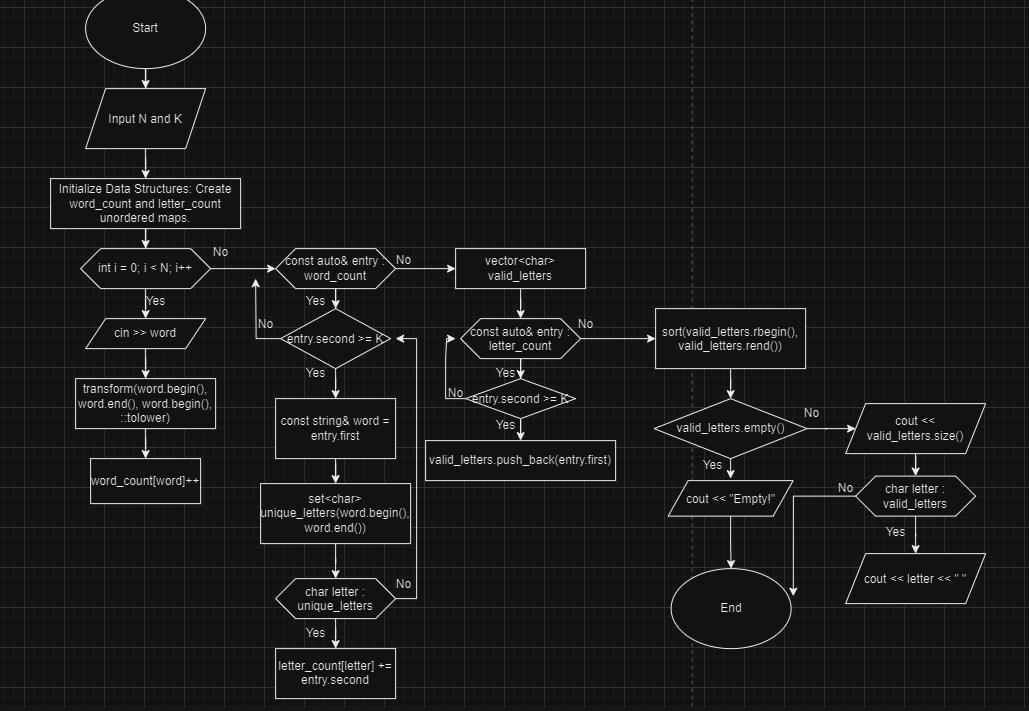 Start
Input N and K
Initialize Data Structures: Create
word_count and letter_count
unordered maps.
int i = 0; i < N; i++
No
Yes
cin >> word
transform(word.begin(),
word.end(), word.begin(),
::tolower)
word_count[word]++
const auto& entry :
word_count
No
Yes
entry.second >= K
No
Yes
const string& word =
entry.first
set<char>
unique_letters(word.begin(),
word.end())
char letter :
unique_letters
No
Yes
letter_count[letter] +=
entry.second
vector<char>
valid_letters
const auto& entry :
letter_count
No
Yes
entry.second >= K
No
Yes
valid_letters.push_back(entry.first)
sort(valid_letters.rbegin(),
valid_letters.rend())
valid_letters.empty()
No
Yes
cout << "Empty!"
cout <<
valid_letters.size()
char letter :
valid_letters
No
Yes
cout << letter << " "
End